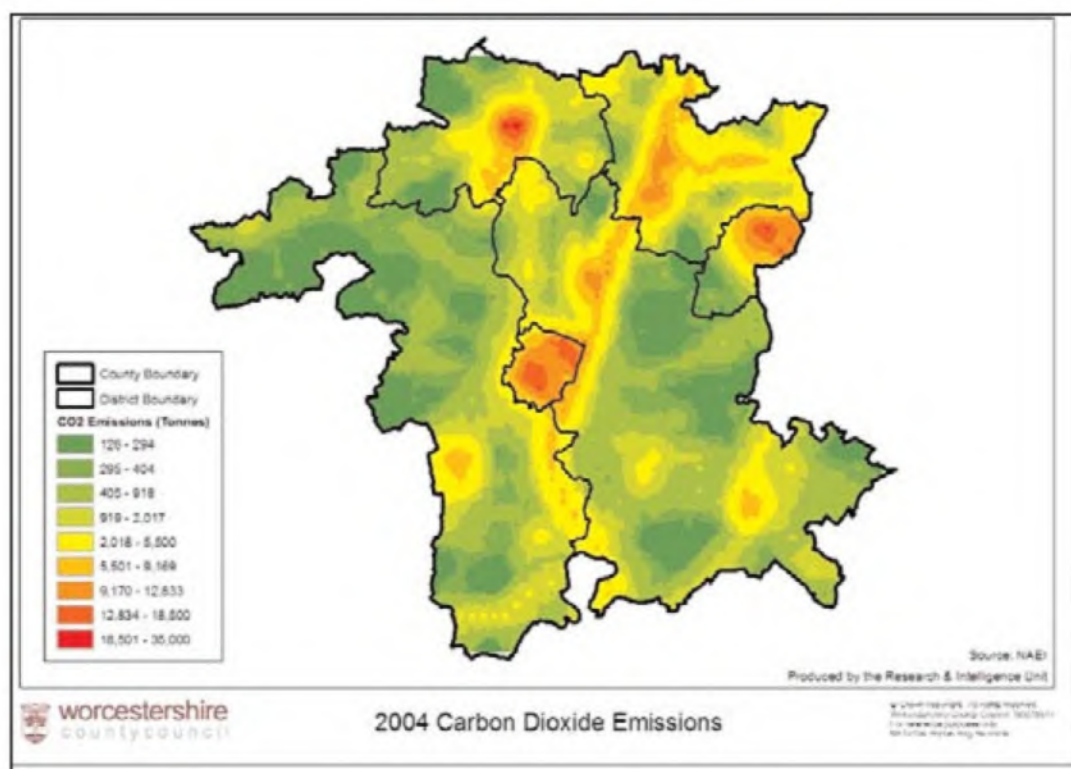 County Boundary
District Boundary
CO2 Emissions (Tonnes)
126 - 294
295 - 404
405 - 918
919 - 2,017
2,018 - 5,500
5,501 - 9,169
9,170 - 12,833
12,834 - 18,500
18,501 - 35,000
Source: NAEI
Produced by the Research & Intelligence Unit
worcestershire
countycouncil
2004 Carbon Dioxide Emissions